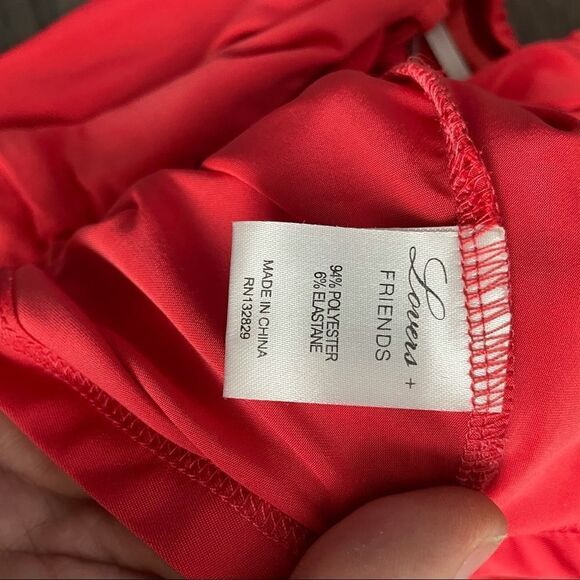 Lovers +
FRIENDS
94% POLYESTER
6% ELASTANE
MADE IN CHINA
RN132829